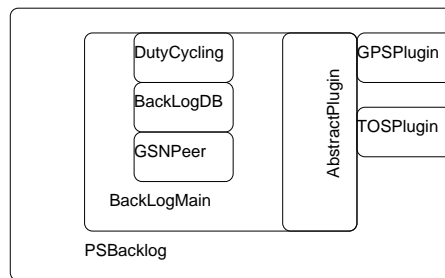 DutyCycling
GPSPlugin
BackLogDB
AbstractPlugin
TOSPlugin
GSNPeer
BackLogMain
PSBacklog